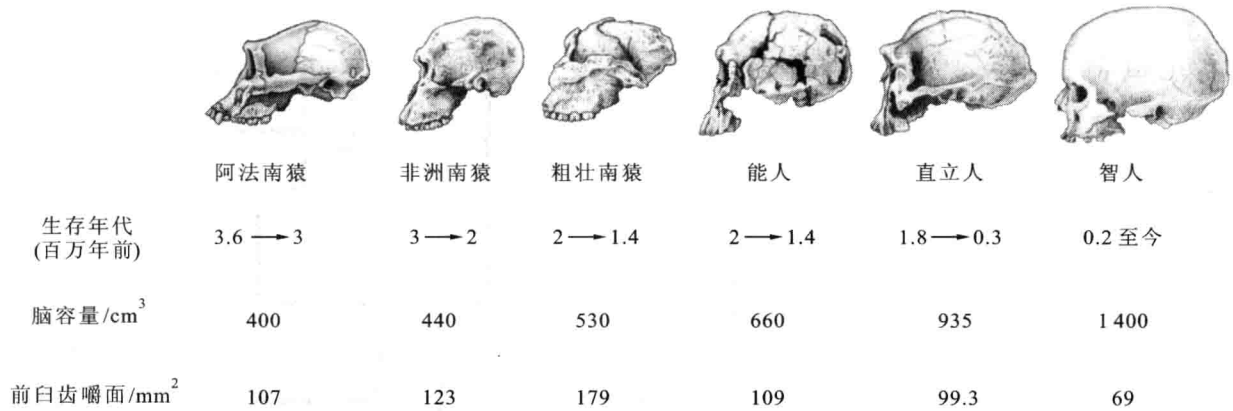 阿法南猿 非洲南猿 粗壮南猿 能人 直立人 智人
生存年代
(百万年前) 3.6 → 3 3 → 2 2 → 1.4 2 → 1.4 1.8 → 0.3 0.2 至今
脑容量/cm³ 400 440 530 660 935 1 400
前臼齿嚼面/mm² 107 123 179 109 99.3 69